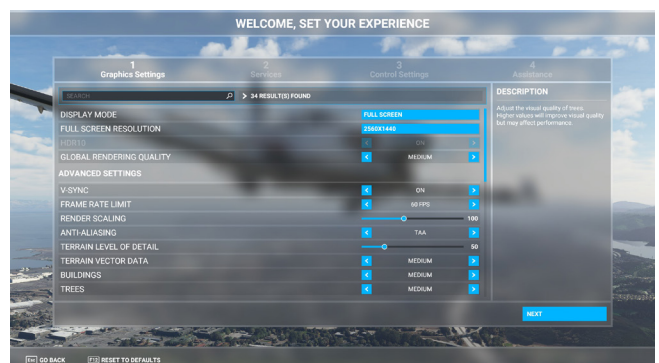 WELCOME, SET YOUR EXPERIENCE
1
Graphics Settings
2
Services
3
Control Settings
4
Assistance
SEARCH
34 RESULT(S) FOUND
DISPLAY MODE FULL SCREEN
FULL SCREEN RESOLUTION 2560X1440
HDR10 ON
GLOBAL RENDERING QUALITY MEDIUM
ADVANCED SETTINGS
V-SYNC ON
FRAME RATE LIMIT 60 FPS
RENDER SCALING 100
ANTI-ALIASING TAA
TERRAIN LEVEL OF DETAIL 50
TERRAIN VECTOR DATA MEDIUM
BUILDINGS MEDIUM
TREES MEDIUM
DESCRIPTION
Adjust the visual quality of trees.
Higher values will improve visual quality
but may affect performance.
NEXT
Esc GO BACK F12 RESET TO DEFAULTS